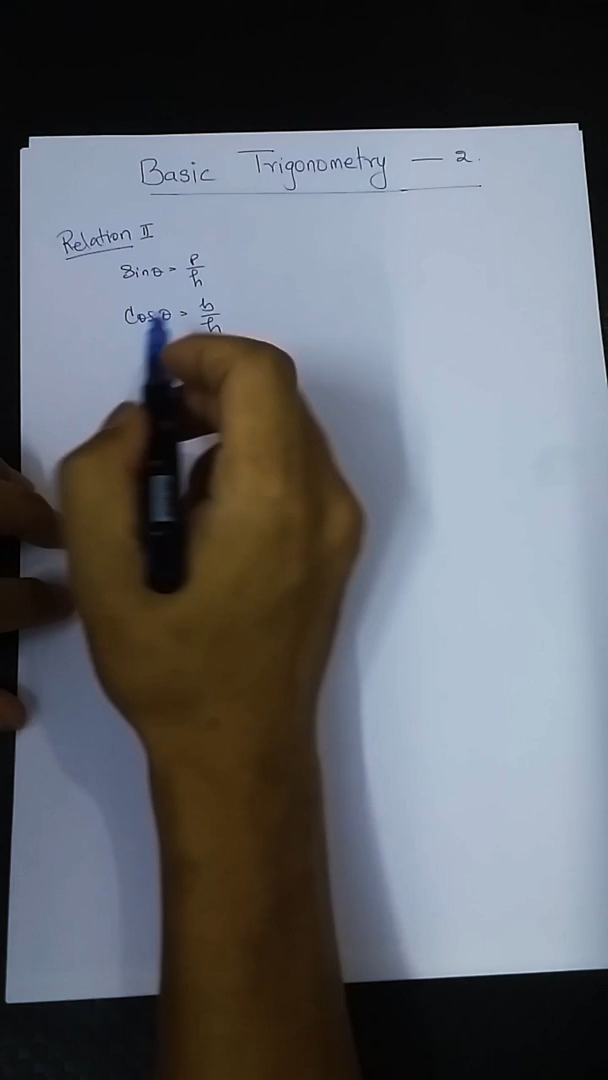 Basic Trigonometry — 2.
Relation II
Sinθ = P/h
Cosθ = b/h